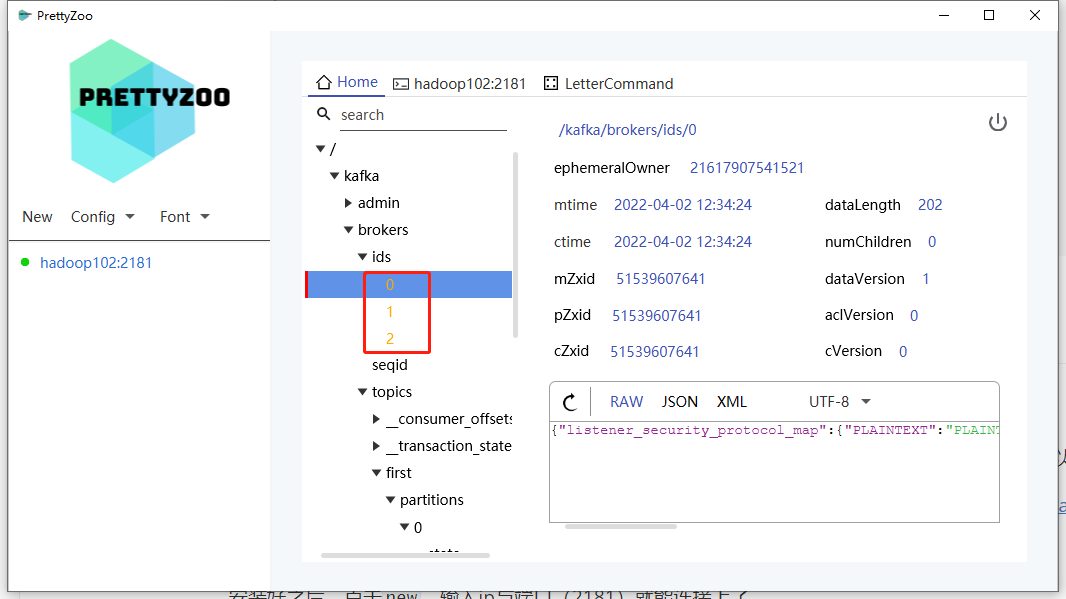 PrettyZoo
PRETTYZOO
New Config Font
hadoop102:2181
Home hadoop102:2181 LetterCommand
search
/
kafka
admin
brokers
ids
0
1
2
seqid
topics
__consumer_offsets
__transaction_state
first
partitions
0
/kafka/brokers/ids/0
ephemeralOwner 21617907541521
mtime 2022-04-02 12:34:24 dataLength 202
ctime 2022-04-02 12:34:24 numChildren 0
mZxid 51539607641 dataVersion 1
pZxid 51539607641 aclVersion 0
cZxid 51539607641 cVersion 0
RAW JSON XML UTF-8
{"listener_security_protocol_map":{"PLAINTEXT":"PLAINT